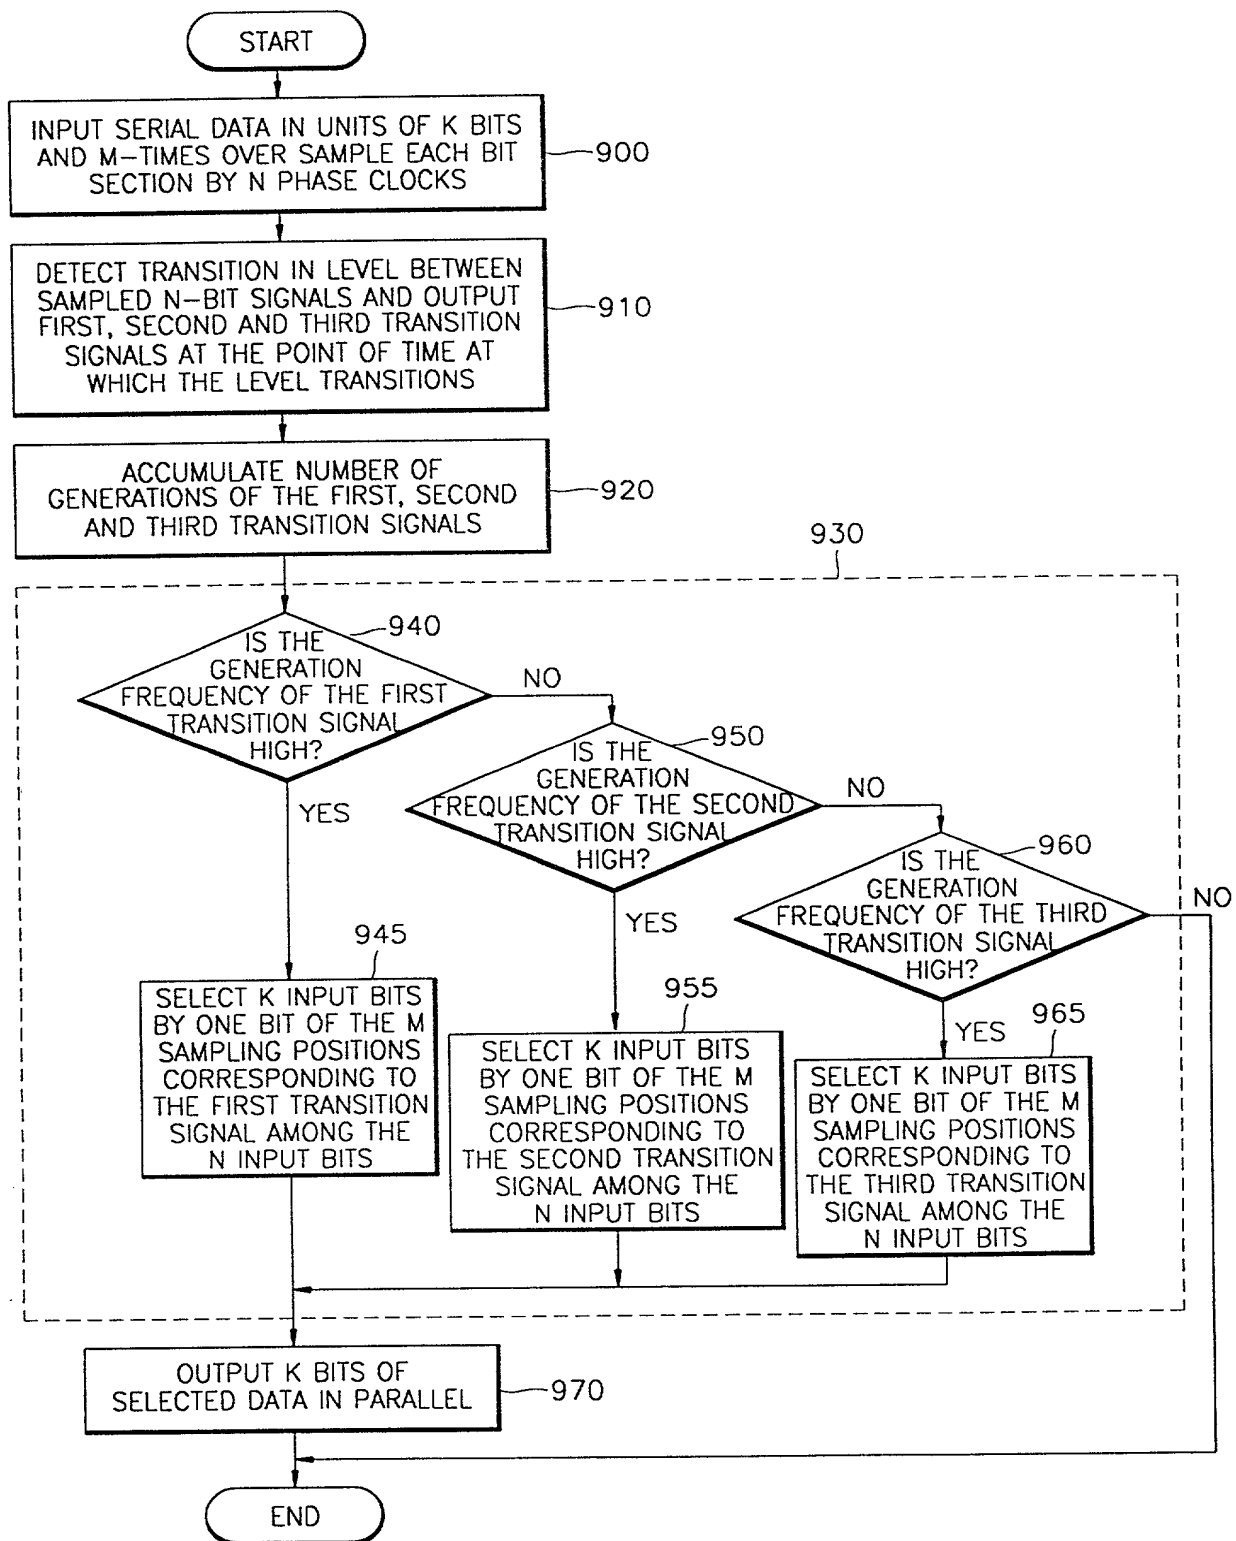 START
INPUT SERIAL DATA IN UNITS OF K BITS
AND M-TIMES OVER SAMPLE EACH BIT
SECTION BY N PHASE CLOCKS
900
DETECT TRANSITION IN LEVEL BETWEEN
SAMPLED N-BIT SIGNALS AND OUTPUT
FIRST, SECOND AND THIRD TRANSITION
SIGNALS AT THE POINT OF TIME AT
WHICH THE LEVEL TRANSITIONS
910
ACCUMULATE NUMBER OF
GENERATIONS OF THE FIRST, SECOND
AND THIRD TRANSITION SIGNALS
920
930
IS THE
GENERATION
FREQUENCY OF THE FIRST
TRANSITION SIGNAL
HIGH?
940
NO
YES
IS THE
GENERATION
FREQUENCY OF THE SECOND
TRANSITION SIGNAL
HIGH?
950
NO
YES
IS THE
GENERATION
FREQUENCY OF THE THIRD
TRANSITION SIGNAL
HIGH?
960
NO
YES
945
SELECT K INPUT BITS
BY ONE BIT OF THE M
SAMPLING POSITIONS
CORRESPONDING TO
THE FIRST TRANSITION
SIGNAL AMONG THE
N INPUT BITS
955
SELECT K INPUT BITS
BY ONE BIT OF THE M
SAMPLING POSITIONS
CORRESPONDING TO
THE SECOND TRANSITION
SIGNAL AMONG THE
N INPUT BITS
965
SELECT K INPUT BITS
BY ONE BIT OF THE M
SAMPLING POSITIONS
CORRESPONDING TO
THE THIRD TRANSITION
SIGNAL AMONG THE
N INPUT BITS
OUTPUT K BITS OF
SELECTED DATA IN PARALLEL
970
END